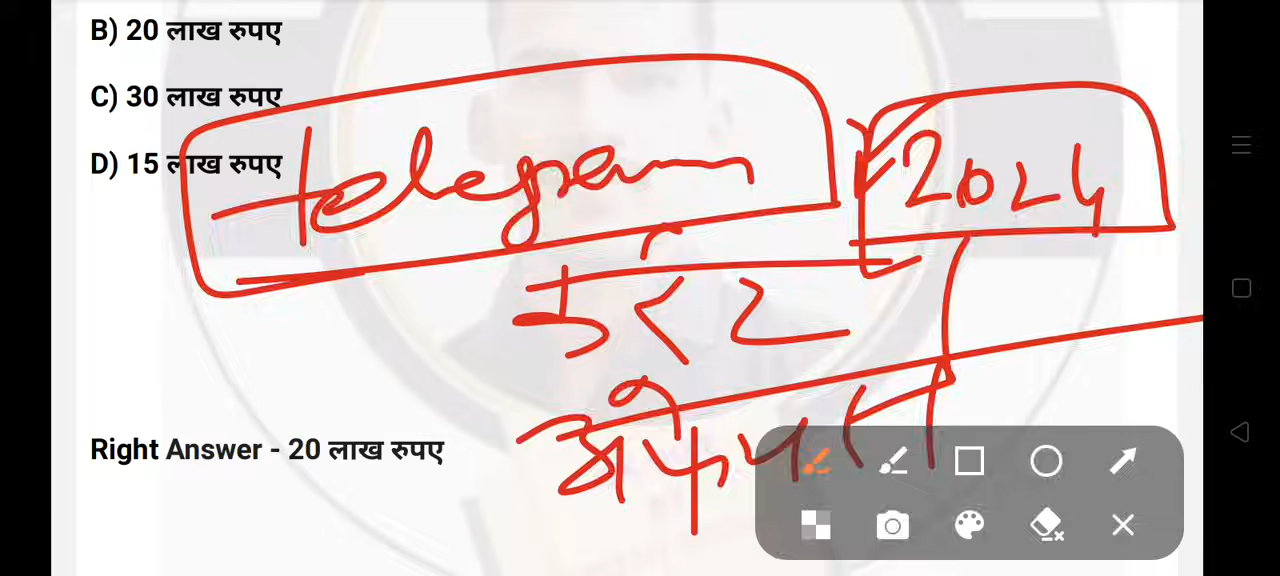 B) 20 लाख रुपए
C) 30 लाख रुपए
D) 15 लाख रुपए
telegram 2024
Right Answer - 20 लाख रुपए